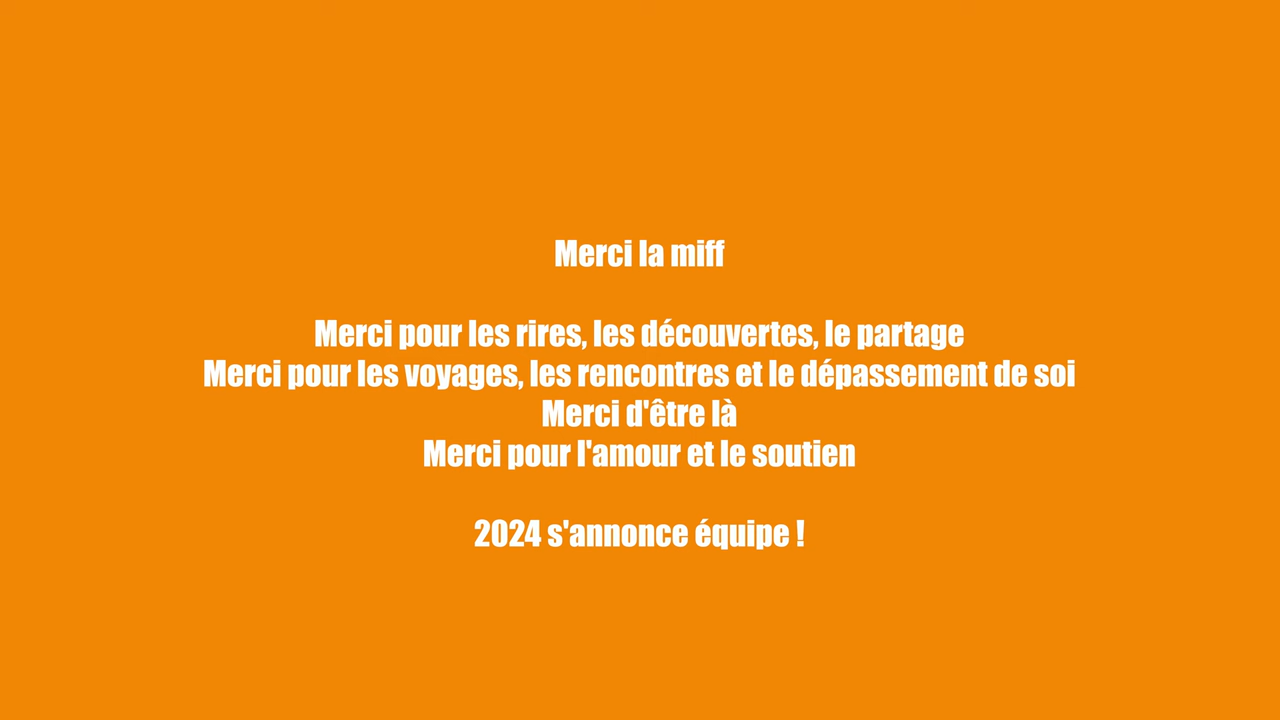 Merci la miff
Merci pour les rires, les découvertes, le partage
Merci pour les voyages, les rencontres et le dépassement de soi
Merci d'être là
Merci pour l'amour et le soutien
2024 s'annonce équipe !